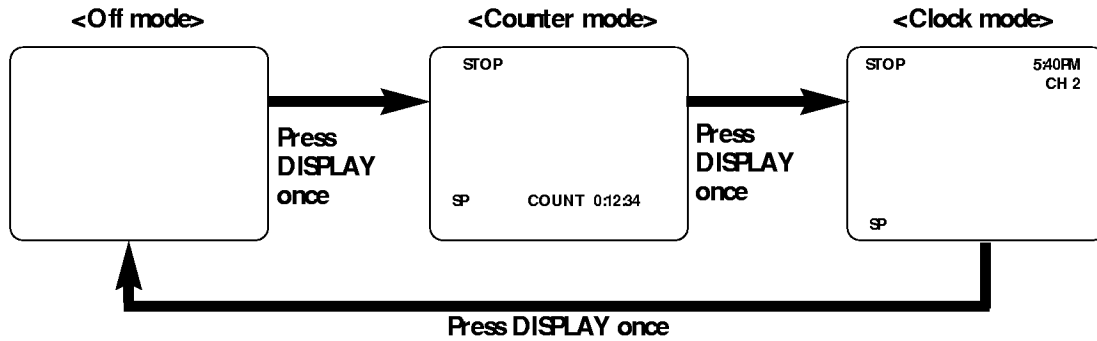 <Off mode>
<Counter mode>
<Clock mode>
STOP
SP COUNT 0:12:34
STOP 5:40PM
CH 2
SP
Press
DISPLAY
once
Press
DISPLAY
once
Press DISPLAY once